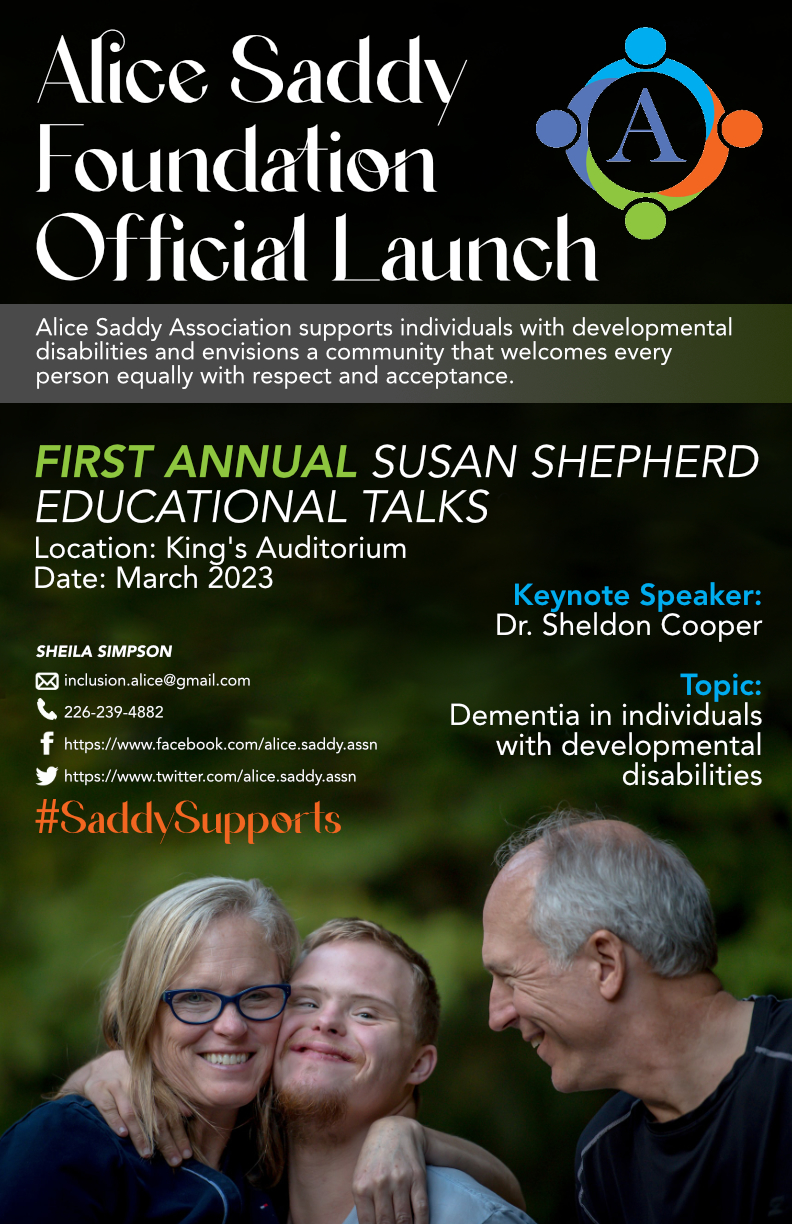 Alice Saddy
Foundation
Official Launch
A
Alice Saddy Association supports individuals with developmental
disabilities and envisions a community that welcomes every
person equally with respect and acceptance.
FIRST ANNUAL SUSAN SHEPHERD
EDUCATIONAL TALKS
Location: King's Auditorium
Date: March 2023
Keynote Speaker:
Dr. Sheldon Cooper
Topic:
Dementia in individuals
with developmental
disabilities
SHEILA SIMPSON
inclusion.alice@gmail.com
226-239-4882
https://www.facebook.com/alice.saddy.assn
https://www.twitter.com/alice.saddy.assn
#SaddySupports